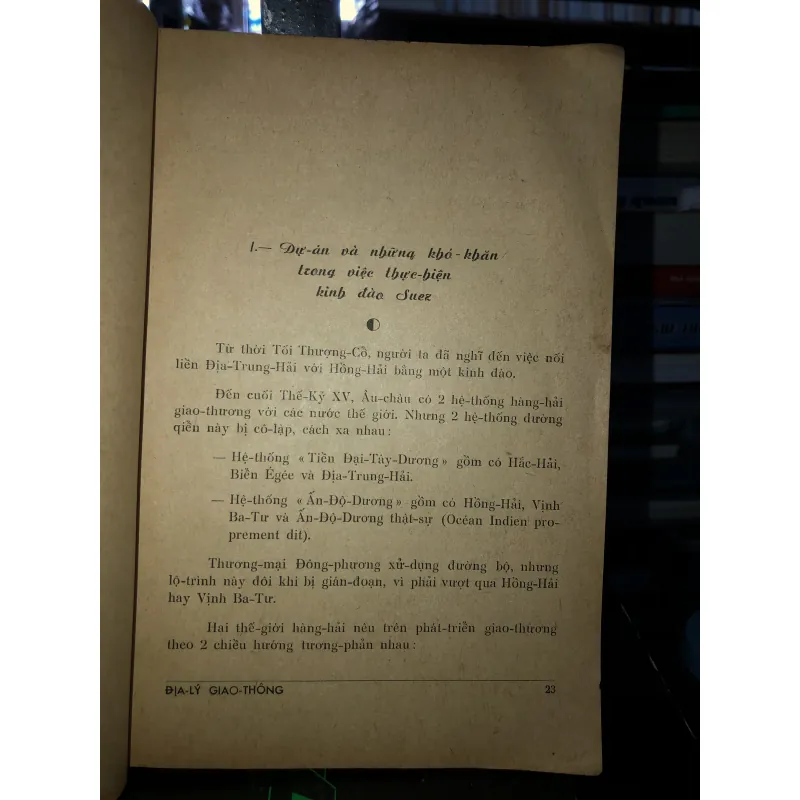 I.— Dự-án và những khó-khăn
trong việc thực-hiện
kinh đào Suez
Từ thời Tối Thượng-Cổ, người ta đã nghĩ đến việc nối
liền Địa-Trung-Hải với Hồng-Hải bằng một kinh đào.
Đến cuối Thế-Kỷ XV, Âu-châu có 2 hệ-thống hàng-hải
giao-thương với các nước thế giới. Nhưng 2 hệ-thống đường
qiển này bị cô-lập, cách xa nhau :
— Hệ-thống « Tiền Đại-Tây-Dương » gồm có Hắc-Hải,
Biển Égée và Địa-Trung-Hải.
— Hệ-thống « Ấn-Độ-Dương » gồm có Hồng-Hải, Vịnh
Ba-Tư và Ấn-Độ-Dương thật-sự (Océan Indien pro-
prement dit).
Thương-mại Đông-phương xử-dụng đường bộ, nhưng
lộ-trình này đôi khi bị gián-đoạn, vì phải vượt qua Hồng-Hải
hay Vịnh Ba-Tư.
Hai thế-giới hàng-hải nêu trên phát-triển giao-thương
theo 2 chiều hướng tương-phản nhau :
ĐỊA-LÝ GIAO-THÔNG 23